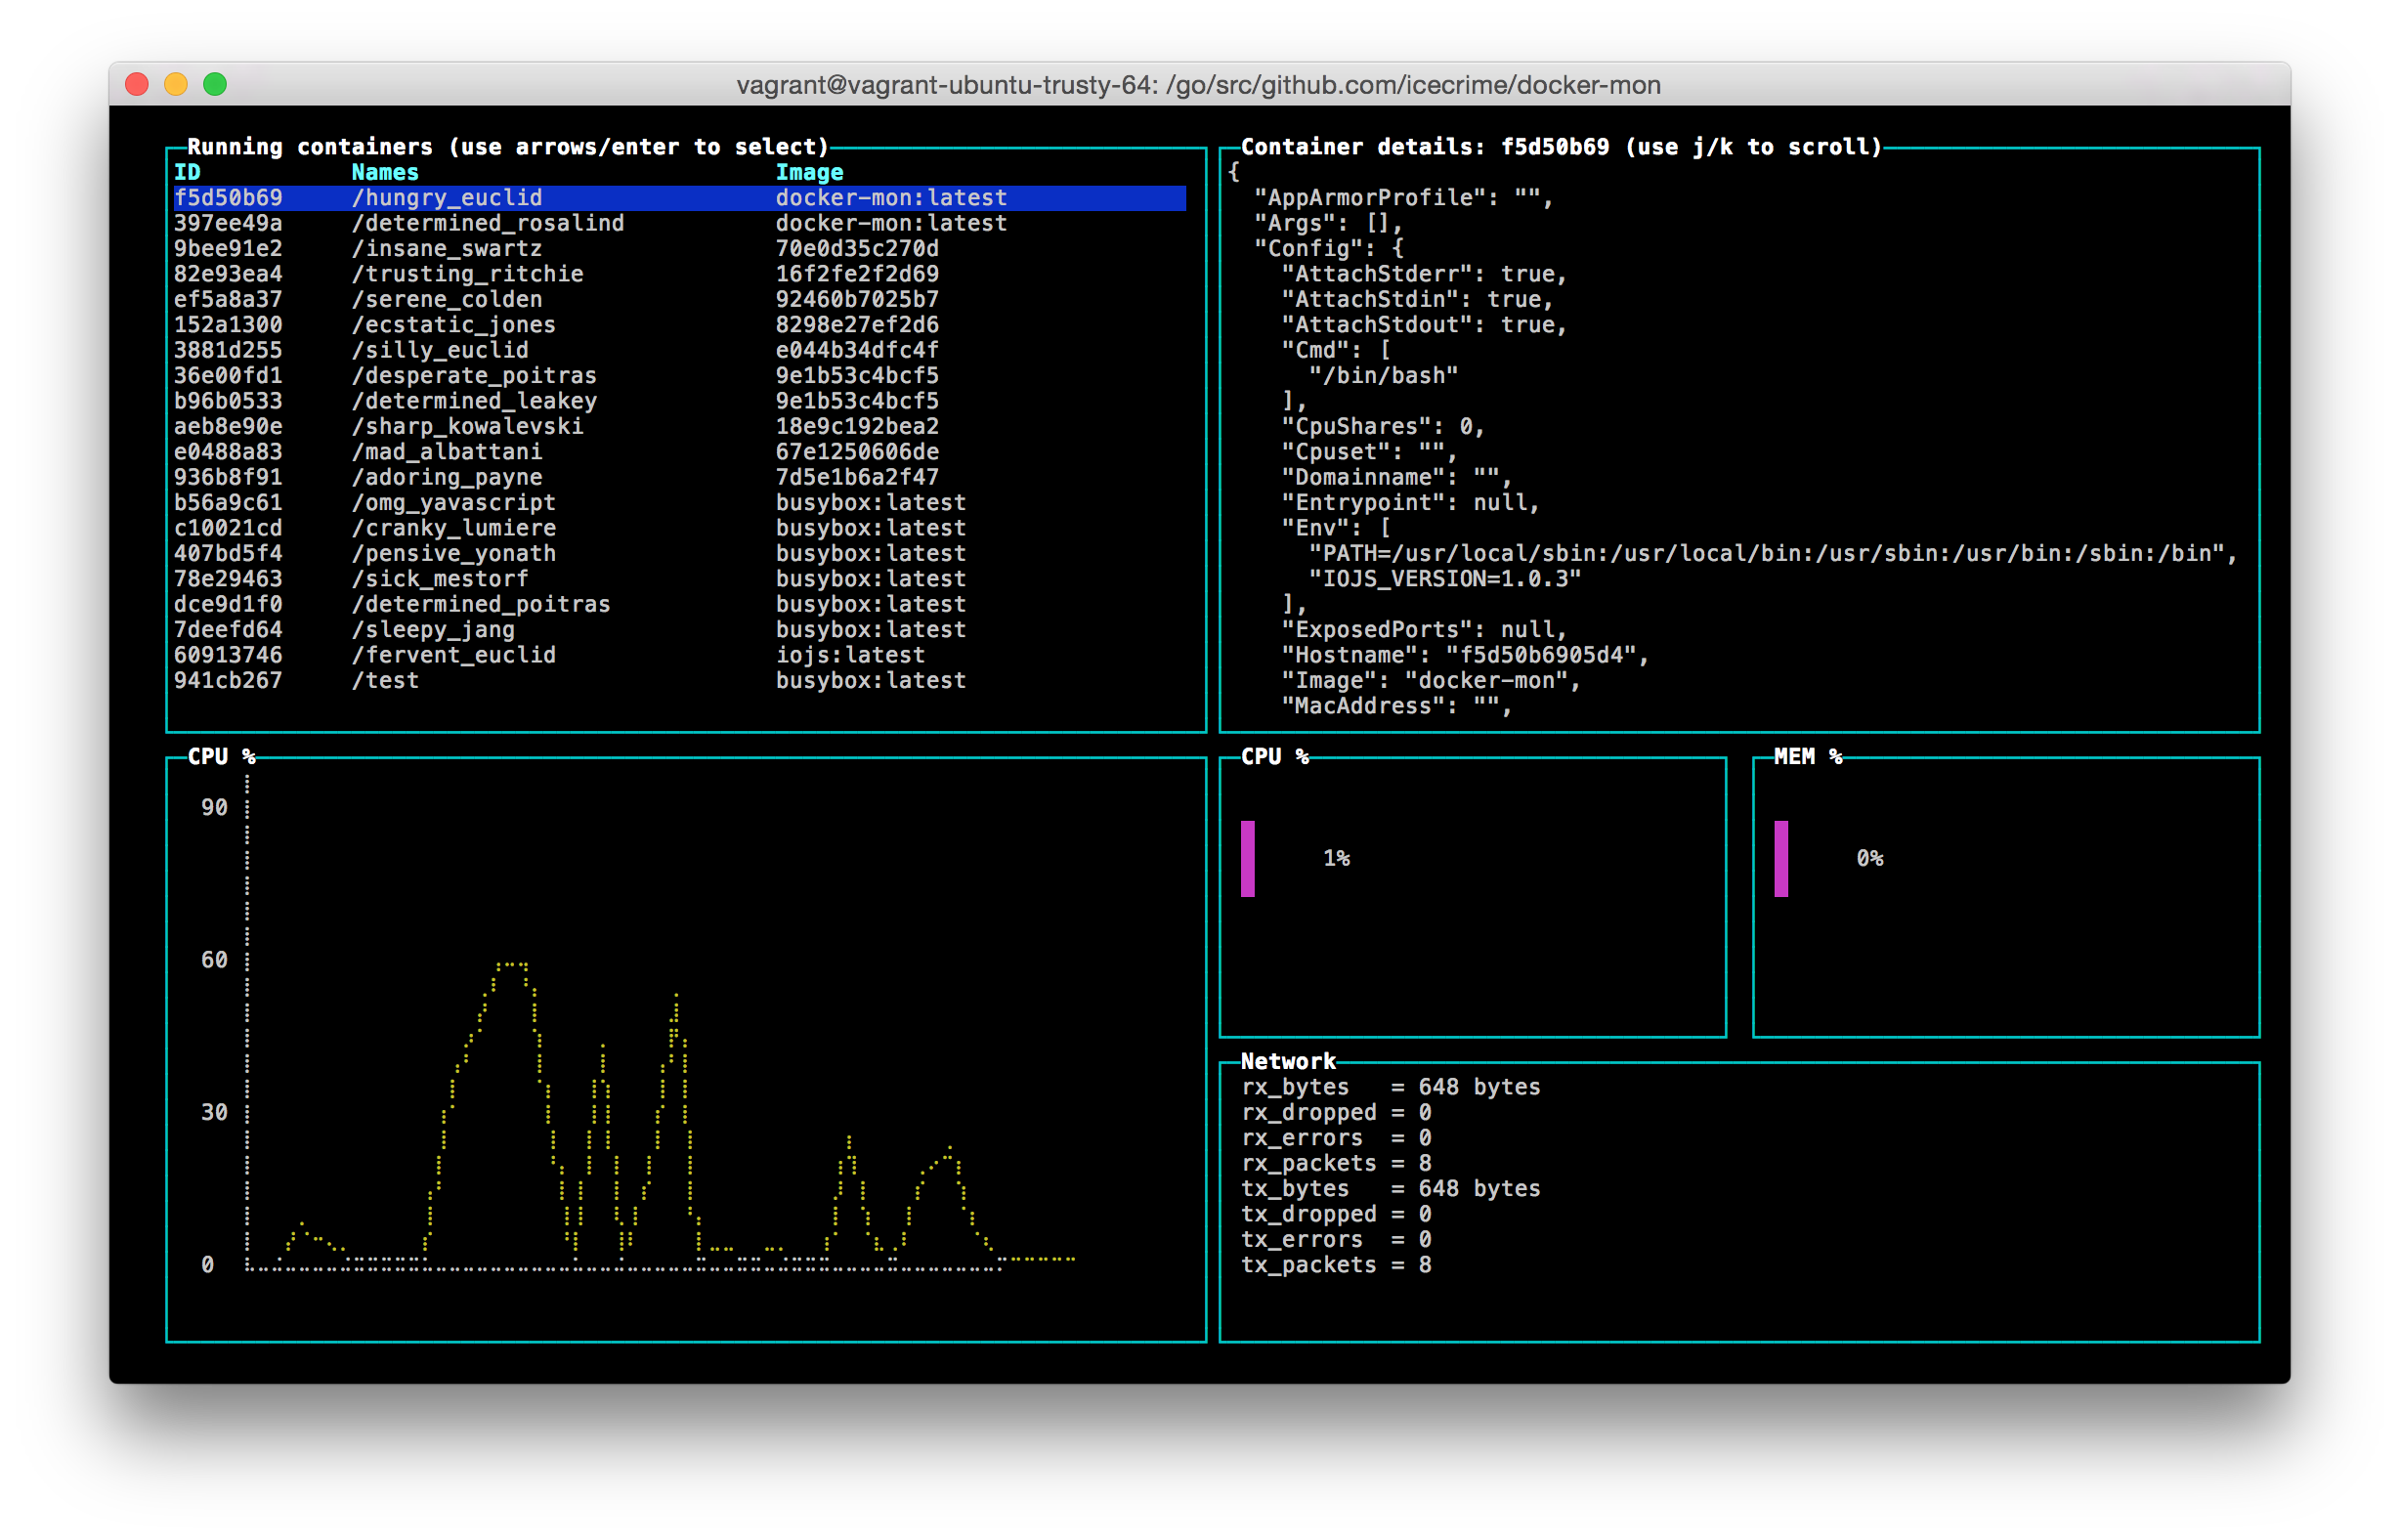 vagrant@vagrant-ubuntu-trusty-64: /go/src/github.com/icecrime/docker-mon
Running containers (use arrows/enter to select)
ID Names Image
f5d50b69 /hungry_euclid docker-mon:latest
397ee49a /determined_rosalind docker-mon:latest
9bee91e2 /insane_swartz 70e0d35c270d
82e93ea4 /trusting_ritchie 16f2fe2f2d69
ef5a8a37 /serene_colden 92460b7025b7
152a1300 /ecstatic_jones 8298e27ef2d6
3881d255 /silly_euclid e044b34dfc4f
36e00fd1 /desperate_poitras 9e1b53c4bcf5
b96b0533 /determined_leakey 9e1b53c4bcf5
aeb8e90e /sharp_kowalevski 18e9c192bea2
e0488a83 /mad_albattani 67e1250606de
936b8f91 /adoring_payne 7d5e1b6a2f47
b56a9c61 /omg_yavascript busybox:latest
c10021cd /cranky_lumiere busybox:latest
407bd5f4 /pensive_yonath busybox:latest
78e29463 /sick_mestorf busybox:latest
dce9d1f0 /determined_poitras busybox:latest
7deefd64 /sleepy_jang busybox:latest
60913746 /fervent_euclid iojs:latest
941cb267 /test busybox:latest
Container details: f5d50b69 (use j/k to scroll)
{
"AppArmorProfile": "",
"Args": [],
"Config": {
"AttachStderr": true,
"AttachStdin": true,
"AttachStdout": true,
"Cmd": [
"/bin/bash"
],
"CpuShares": 0,
"Cpuset": "",
"Domainname": "",
"Entrypoint": null,
"Env": [
"PATH=/usr/local/sbin:/usr/local/bin:/usr/sbin:/usr/bin:/sbin:/bin",
"IOJS_VERSION=1.0.3"
],
"ExposedPorts": null,
"Hostname": "f5d50b6905d4",
"Image": "docker-mon",
"MacAddress": "",
CPU %
90
60
30
0
CPU %
1%
MEM %
0%
Network
rx_bytes = 648 bytes
rx_dropped = 0
rx_errors = 0
rx_packets = 8
tx_bytes = 648 bytes
tx_dropped = 0
tx_errors = 0
tx_packets = 8